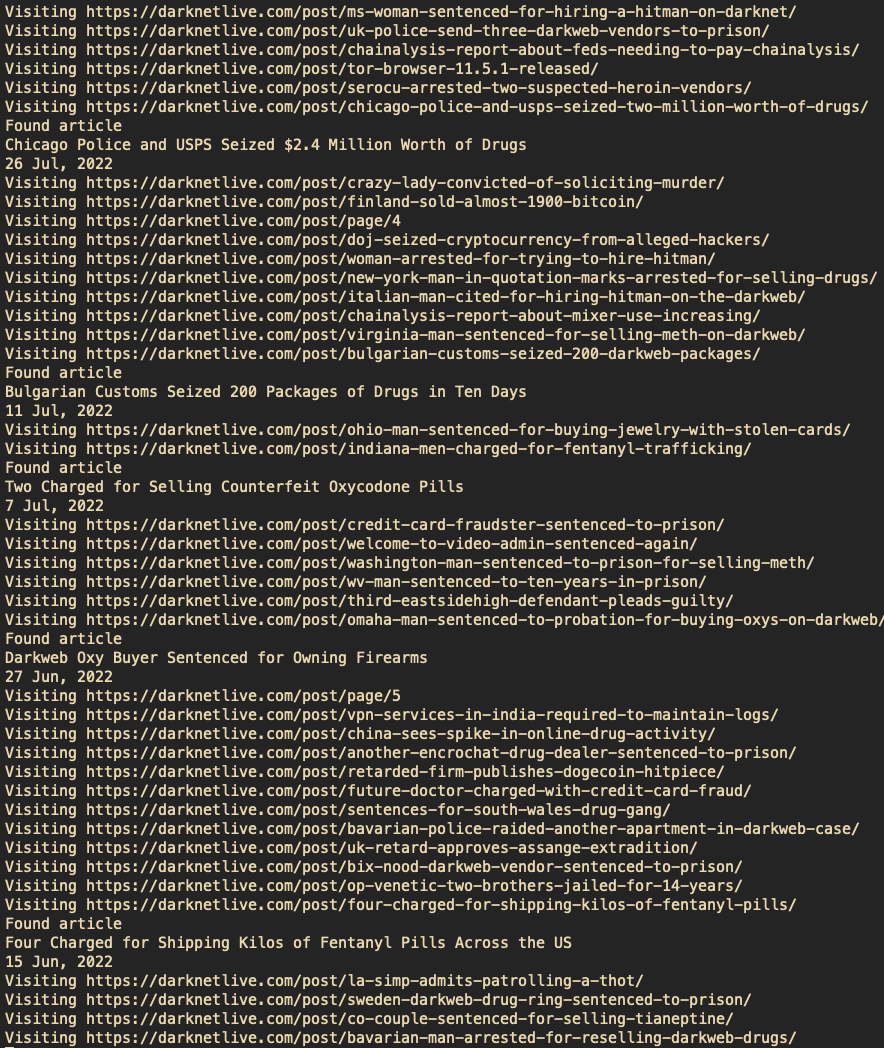 Visiting https://darknetlive.com/post/ms-woman-sentenced-for-hiring-a-hitman-on-darknet/
Visiting https://darknetlive.com/post/uk-police-send-three-darkweb-vendors-to-prison/
Visiting https://darknetlive.com/post/chainalysis-report-about-feds-needing-to-pay-chainalysis/
Visiting https://darknetlive.com/post/tor-browser-11.5.1-released/
Visiting https://darknetlive.com/post/serocu-arrested-two-suspected-heroin-vendors/
Visiting https://darknetlive.com/post/chicago-police-and-usps-seized-two-million-worth-of-drugs/
Found article
Chicago Police and USPS Seized $2.4 Million Worth of Drugs
26 Jul, 2022
Visiting https://darknetlive.com/post/crazy-lady-convicted-of-soliciting-murder/
Visiting https://darknetlive.com/post/finland-sold-almost-1900-bitcoin/
Visiting https://darknetlive.com/post/page/4
Visiting https://darknetlive.com/post/doj-seized-cryptocurrency-from-alleged-hackers/
Visiting https://darknetlive.com/post/woman-arrested-for-trying-to-hire-hitman/
Visiting https://darknetlive.com/post/new-york-man-in-quotation-marks-arrested-for-selling-drugs/
Visiting https://darknetlive.com/post/italian-man-cited-for-hiring-hitman-on-the-darkweb/
Visiting https://darknetlive.com/post/chainalysis-report-about-mixer-use-increasing/
Visiting https://darknetlive.com/post/virginia-man-sentenced-for-selling-meth-on-darkweb/
Visiting https://darknetlive.com/post/bulgarian-customs-seized-200-darkweb-packages/
Found article
Bulgarian Customs Seized 200 Packages of Drugs in Ten Days
11 Jul, 2022
Visiting https://darknetlive.com/post/ohio-man-sentenced-for-buying-jewelry-with-stolen-cards/
Visiting https://darknetlive.com/post/indiana-men-charged-for-fentanyl-trafficking/
Found article
Two Charged for Selling Counterfeit Oxycodone Pills
7 Jul, 2022
Visiting https://darknetlive.com/post/credit-card-fraudster-sentenced-to-prison/
Visiting https://darknetlive.com/post/welcome-to-video-admin-sentenced-again/
Visiting https://darknetlive.com/post/washington-man-sentenced-to-prison-for-selling-meth/
Visiting https://darknetlive.com/post/wv-man-sentenced-to-ten-years-in-prison/
Visiting https://darknetlive.com/post/third-eastsidehigh-defendant-pleads-guilty/
Visiting https://darknetlive.com/post/omaha-man-sentenced-to-probation-for-buying-oxys-on-darkweb/
Found article
Darkweb Oxy Buyer Sentenced for Owning Firearms
27 Jun, 2022
Visiting https://darknetlive.com/post/page/5
Visiting https://darknetlive.com/post/vpn-services-in-india-required-to-maintain-logs/
Visiting https://darknetlive.com/post/china-sees-spike-in-online-drug-activity/
Visiting https://darknetlive.com/post/another-encrochat-drug-dealer-sentenced-to-prison/
Visiting https://darknetlive.com/post/retarded-firm-publishes-dogecoin-hitpiece/
Visiting https://darknetlive.com/post/future-doctor-charged-with-credit-card-fraud/
Visiting https://darknetlive.com/post/sentences-for-south-wales-drug-gang/
Visiting https://darknetlive.com/post/bavarian-police-raided-another-apartment-in-darkweb-case/
Visiting https://darknetlive.com/post/uk-retard-approves-assange-extradition/
Visiting https://darknetlive.com/post/bix-nood-darkweb-vendor-sentenced-to-prison/
Visiting https://darknetlive.com/post/op-venetic-two-brothers-jailed-for-14-years/
Visiting https://darknetlive.com/post/four-charged-for-shipping-kilos-of-fentanyl-pills/
Found article
Four Charged for Shipping Kilos of Fentanyl Pills Across the US
15 Jun, 2022
Visiting https://darknetlive.com/post/la-simp-admits-patrolling-a-thot/
Visiting https://darknetlive.com/post/sweden-darkweb-drug-ring-sentenced-to-prison/
Visiting https://darknetlive.com/post/co-couple-sentenced-for-selling-tianeptine/
Visiting https://darknetlive.com/post/bavarian-man-arrested-for-reselling-darkweb-drugs/